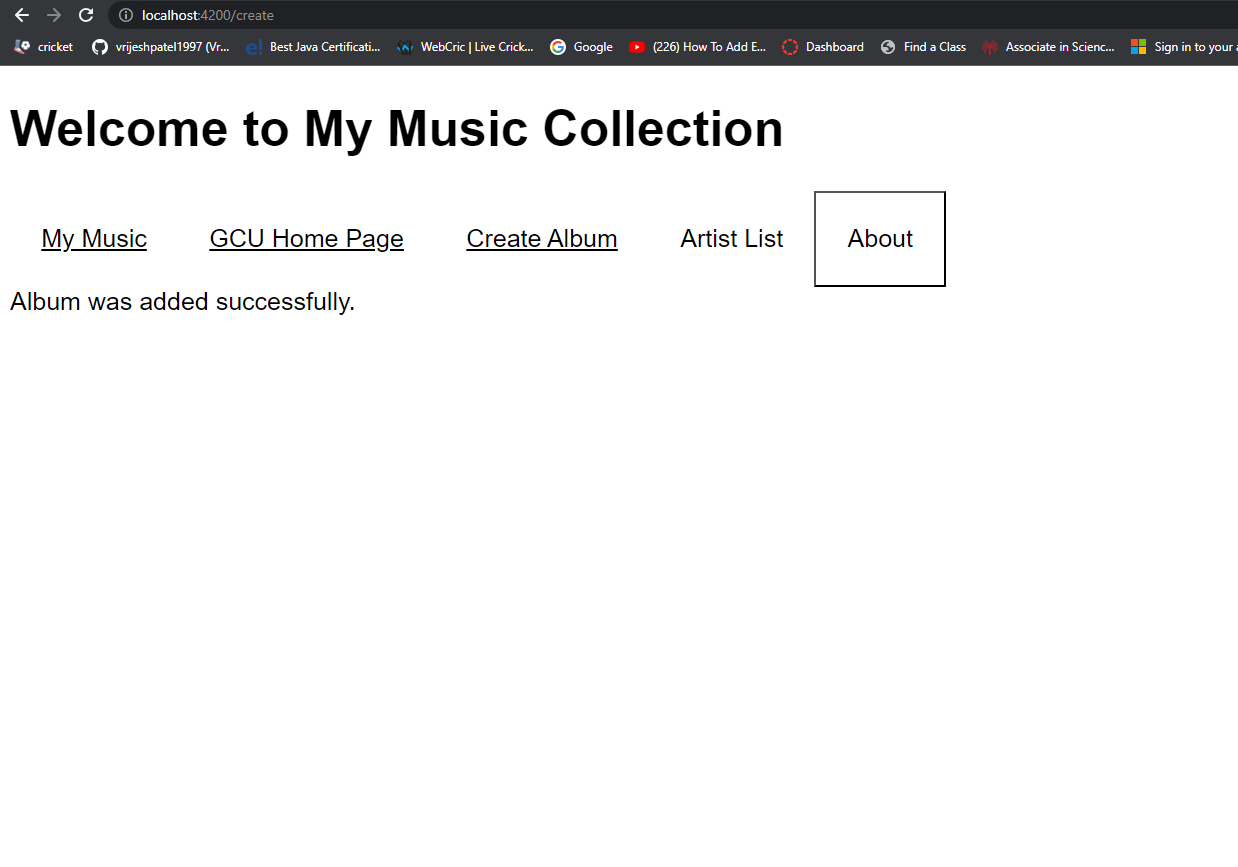 localhost:4200/create
cricket vrijeshpatel1997 (Vr... e! Best Java Certificati... WebCric | Live Crick... Google (226) How To Add E... Dashboard Find a Class Associate in Scienc... Sign in to your a
Welcome to My Music Collection
My Music GCU Home Page Create Album Artist List About
Album was added successfully.